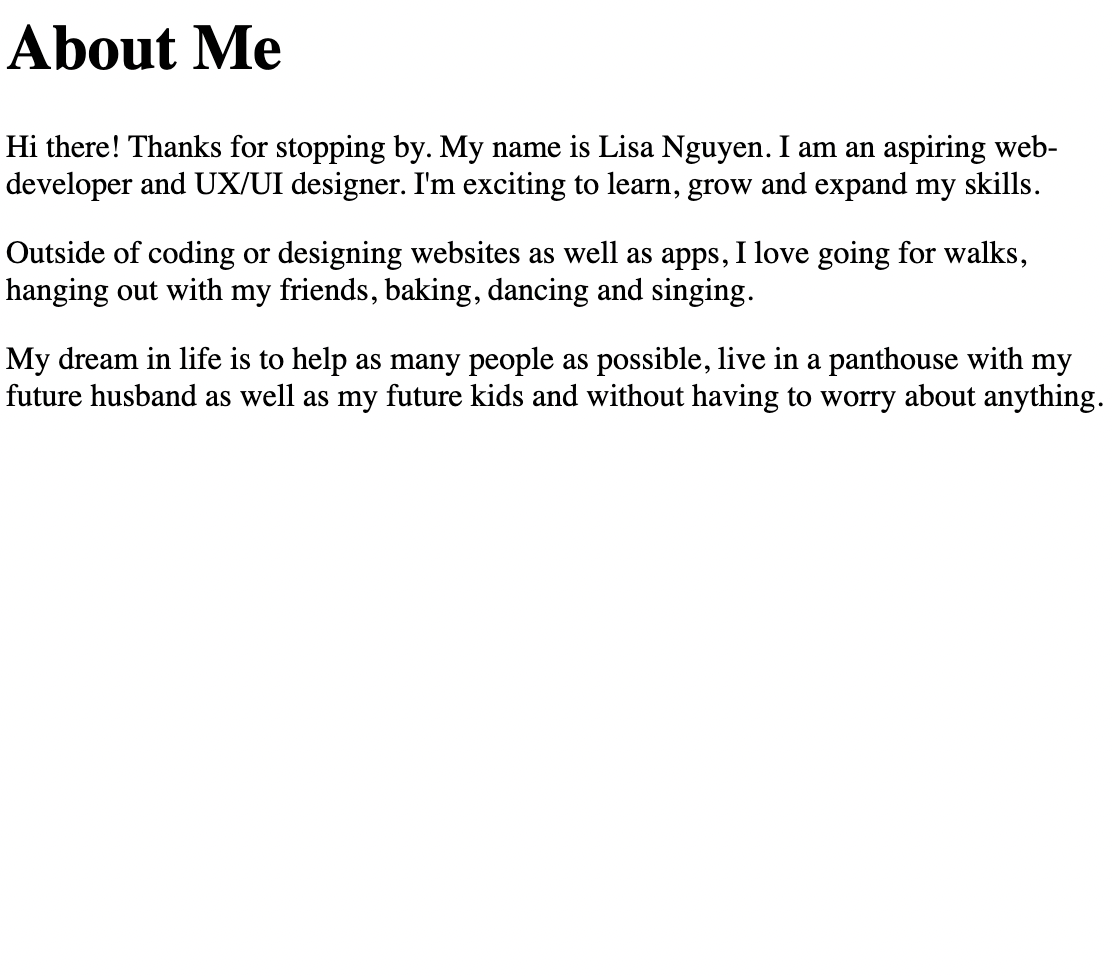 About Me
Hi there! Thanks for stopping by. My name is Lisa Nguyen. I am an aspiring web-
developer and UX/UI designer. I'm exciting to learn, grow and expand my skills.
Outside of coding or designing websites as well as apps, I love going for walks,
hanging out with my friends, baking, dancing and singing.
My dream in life is to help as many people as possible, live in a panthouse with my
future husband as well as my future kids and without having to worry about anything.